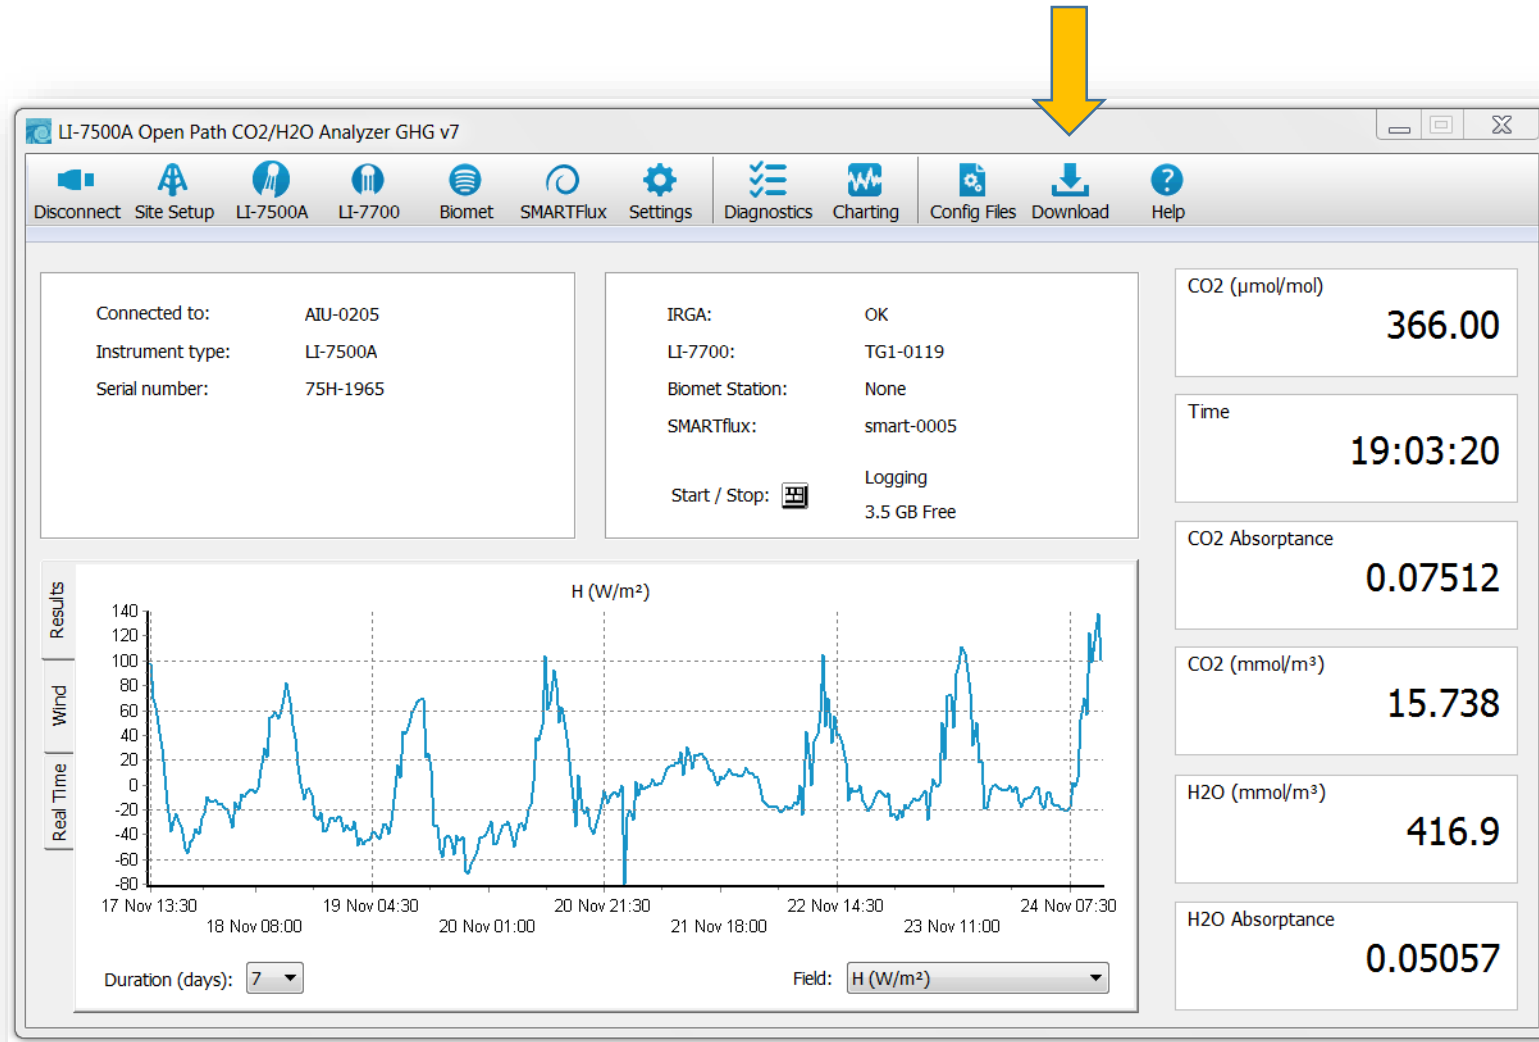 LI-7500A Open Path CO2/H2O Analyzer GHG v7
Disconnect Site Setup LI-7500A LI-7700 Biomet SMARTFlux Settings Diagnostics Charting Config Files Download Help
Connected to: AIU-0205
Instrument type: LI-7500A
Serial number: 75H-1965
IRGA: OK
LI-7700: TG1-0119
Biomet Station: None
SMARTflux: smart-0005
Logging
Start / Stop:
3.5 GB Free
CO2 (µmol/mol)
366.00
Time
19:03:20
CO2 Absorptance
0.07512
CO2 (mmol/m³)
15.738
H2O (mmol/m³)
416.9
H2O Absorptance
0.05057
Results
Wind
Real Time
H (W/m²)
140
120
100
80
60
40
20
0
-20
-40
-60
-80
17 Nov 13:30 19 Nov 04:30 20 Nov 21:30 22 Nov 14:30 24 Nov 07:30
18 Nov 08:00 20 Nov 01:00 21 Nov 18:00 23 Nov 11:00
Duration (days): 7 Field: H (W/m²)